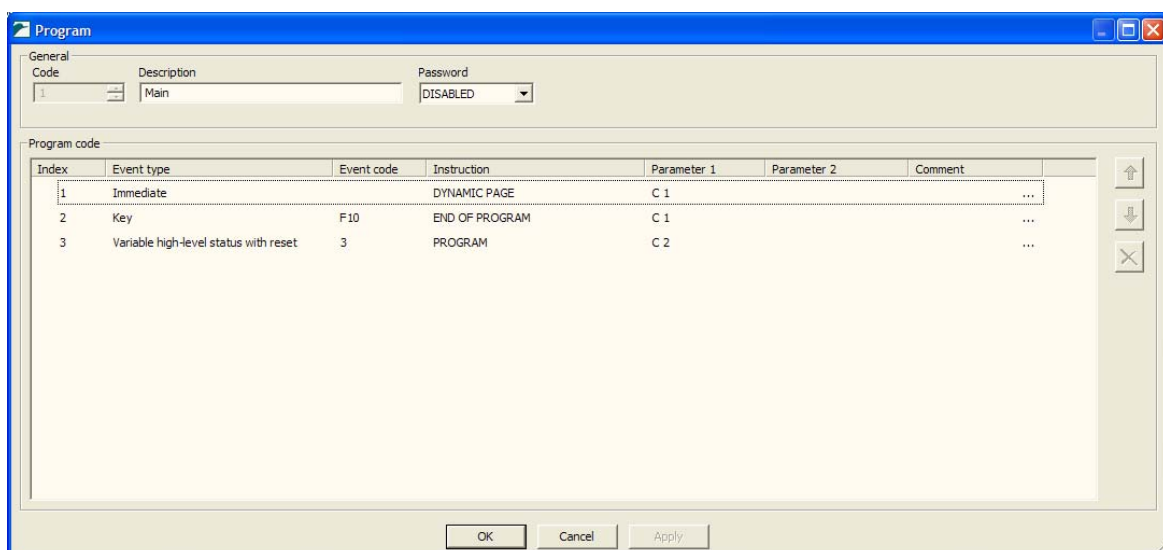 Program
General
Code Description Password
1 Main DISABLED
Program code
Index Event type Event code Instruction Parameter 1 Parameter 2 Comment
1 Immediate DYNAMIC PAGE C 1 ...
2 Key F10 END OF PROGRAM C 1 ...
3 Variable high-level status with reset 3 PROGRAM C 2 ...
OK Cancel Apply